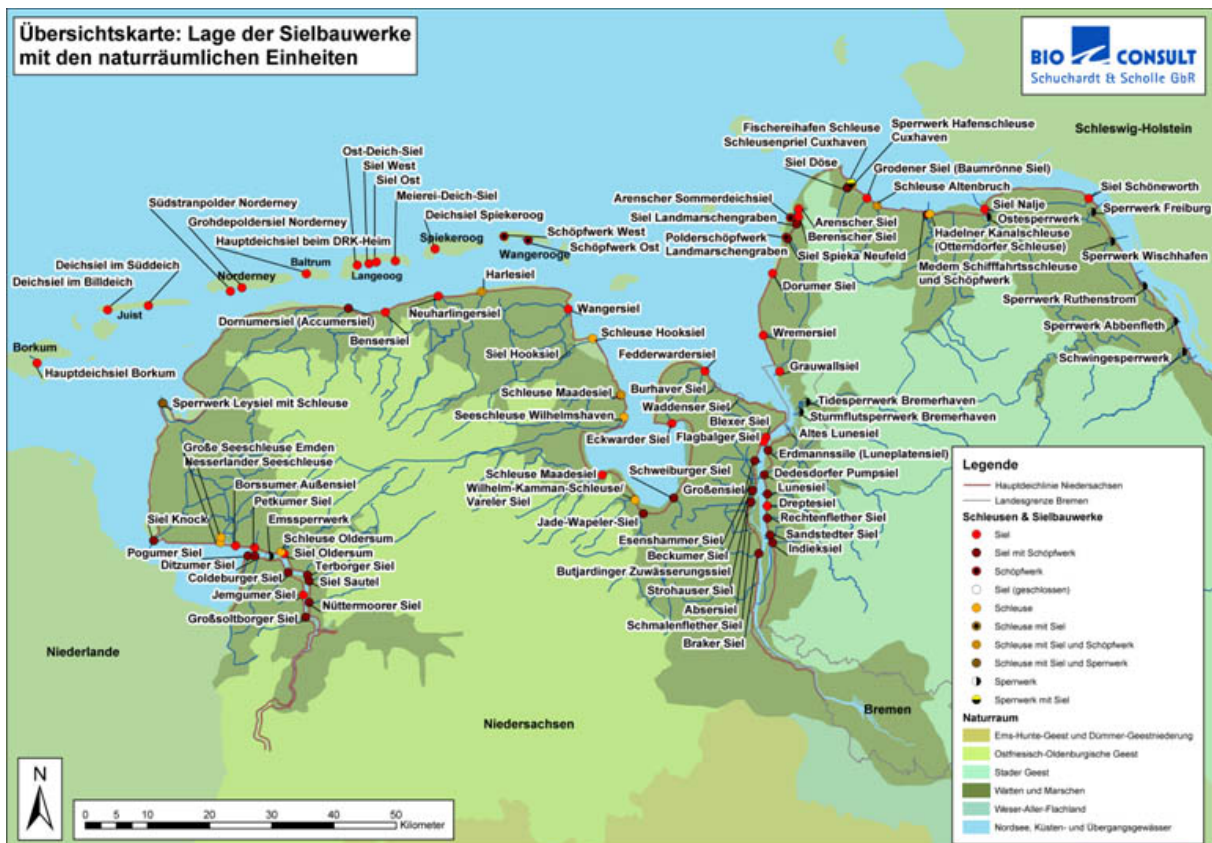 Übersichtskarte: Lage der Sielbauwerke
mit den naturräumlichen Einheiten
BIO CONSULT
Schuchardt & Scholle GbR
Schleswig-Holstein
Fischereihafen Schleuse
Schleusenpriel Cuxhaven
Sperrwerk Hafenschleuse
Cuxhaven
Siel Döse
Grodener Siel (Baumrönne Siel)
Schleuse Altenbruch
Siel Schöneworth
Ost-Deich-Siel
Siel West
Siel Ost
Meierei-Deich-Siel
Südstranpolder Norderney
Grohdepoldersiel Norderney
Hauptdeichsiel beim DRK-Heim
Deichsiel Spiekeroog
Spiekeroog
Schöpfwerk West
Wangerooge
Schöpfwerk Ost
Arenscher Sommerdeichsiel
Siel Landmarschengraben
Polderschöpfwerk
Landmarschengraben
Arenscher Siel
Berenscher Siel
Siel Spieka Neufeld
Siel Nalje
Ostesperrwerk
Sperrwerk Freiburg
Hadelner Kanalschleuse
(Otterndorfer Schleuse)
Medem Schifffahrtsschleuse
und Schöpfwerk
Sperrwerk Wischhafen
Deichsiel im Süddeich
Deichsiel im Billdeich
Norderney
Baltrum
Langeoog
Harlesiel
Juist
Dorumer Siel
Sperrwerk Ruthenstrom
Dornumersiel (Accumersiel)
Neuharlingersiel
Bensersiel
Wangersiel
Schleuse Hooksiel
Siel Hooksiel
Fedderwardersiel
Wremersiel
Sperrwerk Abbenfleth
Schwingesperrwerk
Borkum
Hauptdeichsiel Borkum
Grauwallsiel
Sperrwerk Leysiel mit Schleuse
Schleuse Maadesiel
Seeschleuse Wilhelmshaven
Burhaver Siel
Waddenser Siel
Blexer Siel
Eckwarder Siel
Flagbalger Siel
Tidesperrwerk Bremerhaven
Sturmflutsperrwerk Bremerhaven
Altes Lunesiel
Erdmannssile (Luneplatensiel)
Große Seeschleuse Emden
Nesserlander Seeschleuse
Borssumer Außensiel
Petkumer Siel
Emssperrwerk
Siel Knock
Schleuse Oldersum
Siel Oldersum
Pogumer Siel
Ditzumer Siel
Terborger Siel
Coldeburger Siel
Siel Sautel
Jemgumer Siel
Nüttermoorer Siel
Großsoltborger Siel
Schleuse Maadesiel
Wilhelm-Kamman-Schleuse/
Vareler Siel
Jade-Wapeler-Siel
Schweiburger Siel
Großensiel
Dedesdorfer Pumpsiel
Lunesiel
Dreptesiel
Rechtenflether Siel
Sandstedter Siel
Indieksiel
Esenshammer Siel
Beckumer Siel
Butjardinger Zuwässerungssiel
Strohauser Siel
Absersiel
Schmalenflether Siel
Braker Siel
Niederlande
Niedersachsen
Bremen
N
0 5 10 20 30 40 50
Kilometer
Legende
Hauptdeichlinie Niedersachsen
Landesgrenze Bremen
Schleusen & Sielbauwerke
Siel
Siel mit Schöpfwerk
Schöpfwerk
Siel (geschlossen)
Schleuse
Schleuse mit Siel
Schleuse mit Siel und Schöpfwerk
Schleuse mit Siel und Sperrwerk
Sperrwerk
Sperrwerk mit Siel
Naturraum
Ems-Hunte-Geest und Dümmer-Geestniederung
Ostfriesisch-Oldenburgische Geest
Stader Geest
Watten und Marschen
Weser-Aller-Flachland
Nordsee, Küsten- und Übergangsgewässer